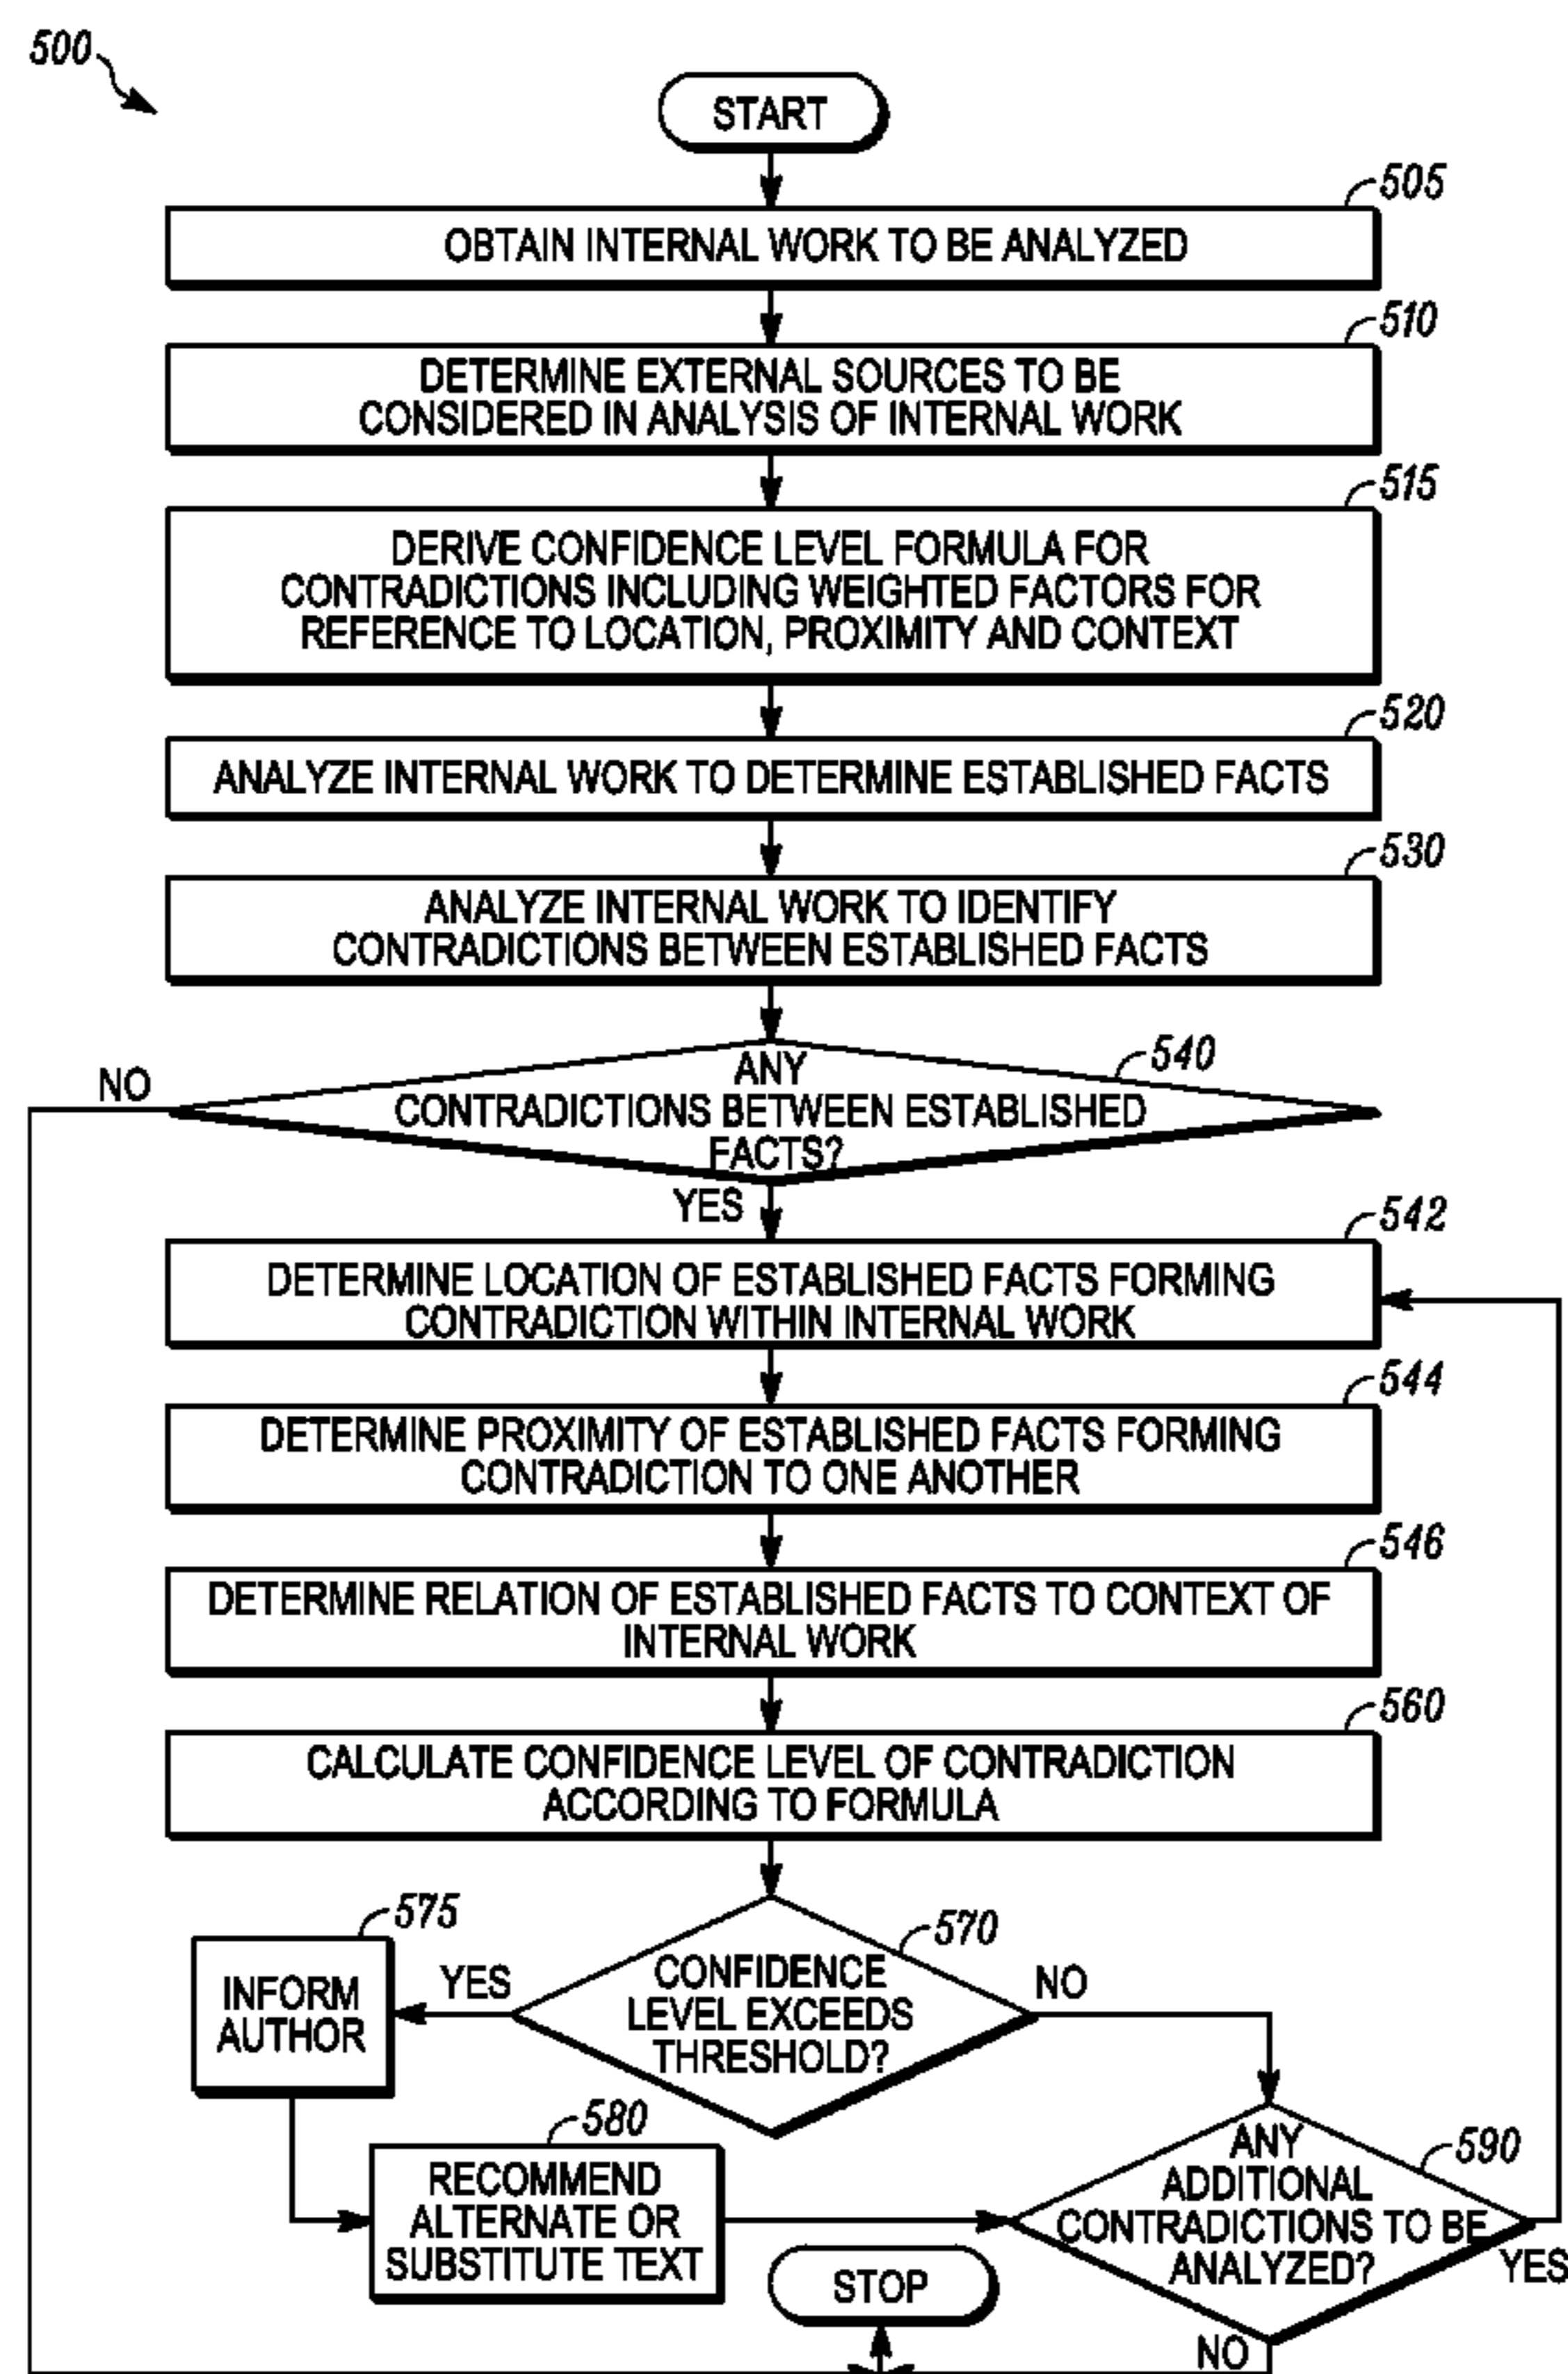 500
START
505
OBTAIN INTERNAL WORK TO BE ANALYZED
510
DETERMINE EXTERNAL SOURCES TO BE
CONSIDERED IN ANALYSIS OF INTERNAL WORK
515
DERIVE CONFIDENCE LEVEL FORMULA FOR
CONTRADICTIONS INCLUDING WEIGHTED FACTORS FOR
REFERENCE TO LOCATION, PROXIMITY AND CONTEXT
520
ANALYZE INTERNAL WORK TO DETERMINE ESTABLISHED FACTS
530
ANALYZE INTERNAL WORK TO IDENTIFY
CONTRADICTIONS BETWEEN ESTABLISHED FACTS
540
NO
ANY
CONTRADICTIONS BETWEEN ESTABLISHED
FACTS?
YES
542
DETERMINE LOCATION OF ESTABLISHED FACTS FORMING
CONTRADICTION WITHIN INTERNAL WORK
544
DETERMINE PROXIMITY OF ESTABLISHED FACTS FORMING
CONTRADICTION TO ONE ANOTHER
546
DETERMINE RELATION OF ESTABLISHED FACTS TO CONTEXT OF
INTERNAL WORK
560
CALCULATE CONFIDENCE LEVEL OF CONTRADICTION
ACCORDING TO FORMULA
575
INFORM
AUTHOR
YES
570
CONFIDENCE
LEVEL EXCEEDS
THRESHOLD?
NO
580
RECOMMEND
ALTERNATE OR
SUBSTITUTE TEXT
590
ANY
ADDITIONAL
CONTRADICTIONS TO BE
ANALYZED?
YES
STOP
NO